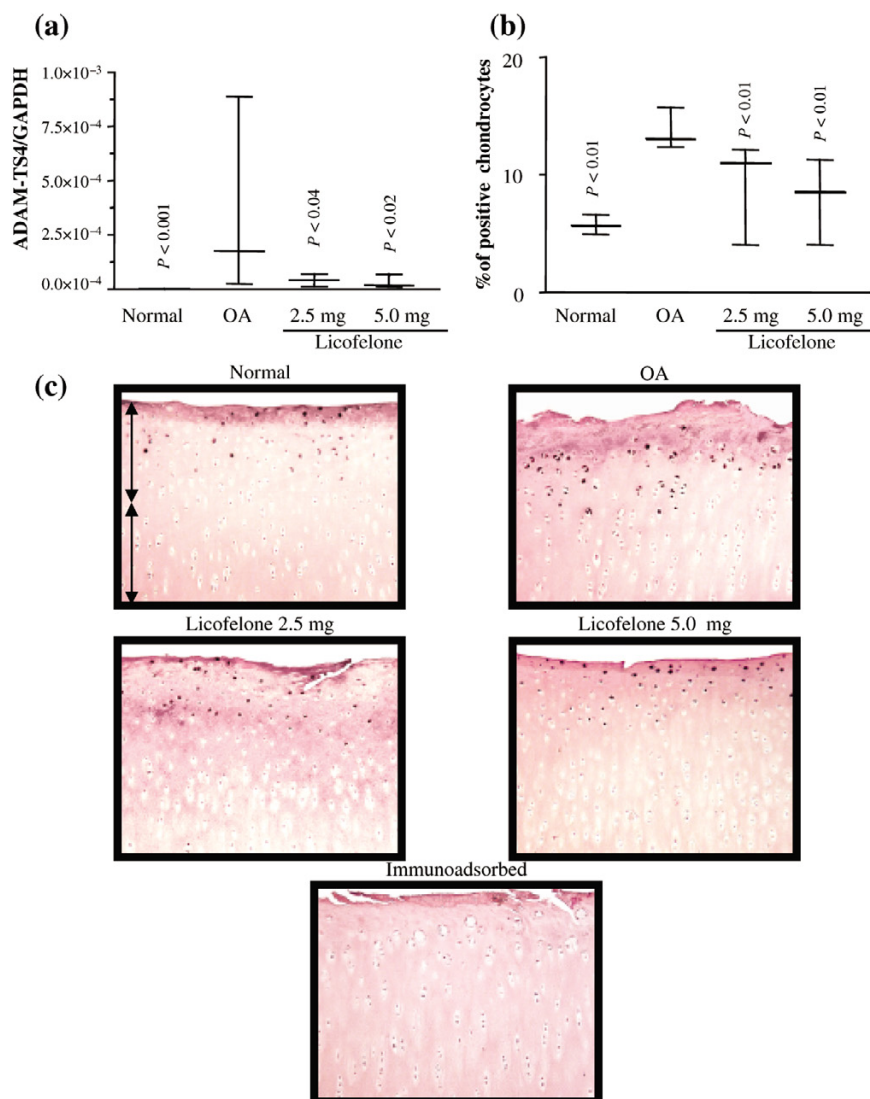 (a)
ADAM-TS4/GAPDH
1.0×10⁻³
7.5×10⁻⁴
5.0×10⁻⁴
2.5×10⁻⁴
0.0×10⁻⁴
P < 0.001
P < 0.04
P < 0.02
Normal OA 2.5 mg 5.0 mg
Licofelone
(b)
%of positive chondrocytes
20
10
0
P < 0.01
P < 0.01
P < 0.01
Normal OA 2.5 mg 5.0 mg
Licofelone
(c)
Normal
OA
Licofelone 2.5 mg
Licofelone 5.0 mg
Immunoadsorbed